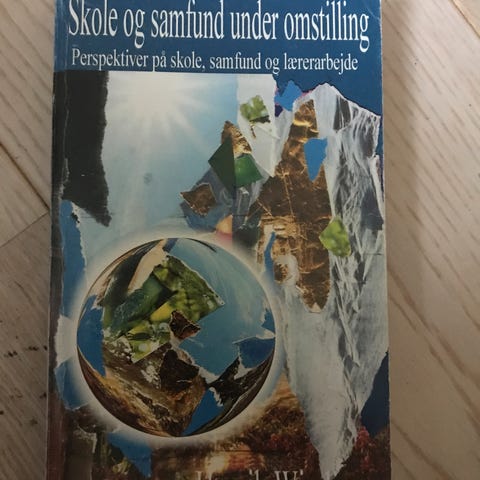 Skole og samfund under omstilling
Perspektiver på skole, samfund og lærerarbejde